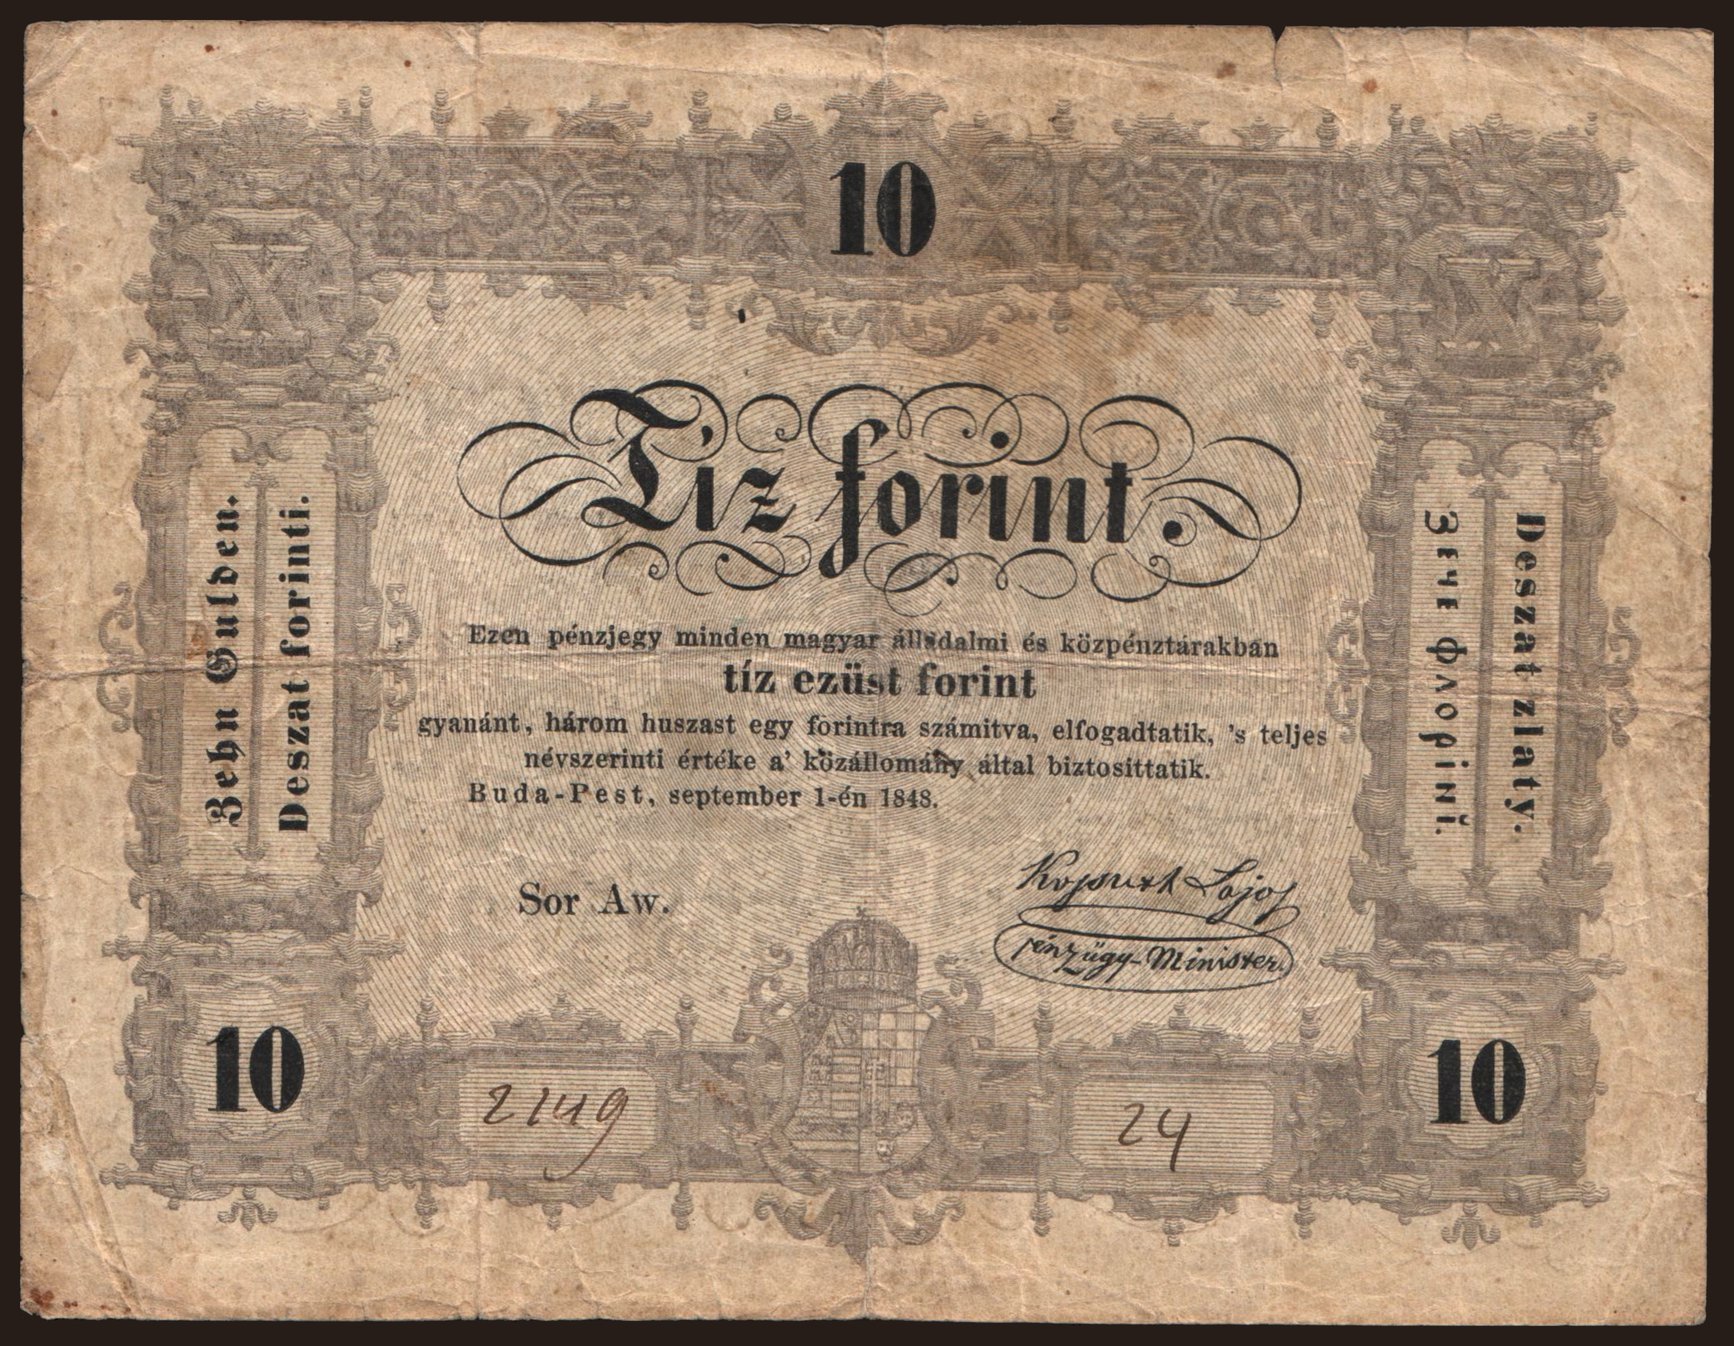 10
Tíz forint.
Ezen pénzjegy minden magyar álladalmi és közpénztárakban
tíz ezüst forint
gyanánt, három huszast egy forintra számitva, elfogadtatik, 's teljes
névszerinti értéke a' közállomány által biztosittatik.
Buda-Pest, september 1-én 1848.
Sor Aw.
Kossuth Lajos
pénzügy-Minister
Zehn Gulden.
Deszat forinti.
Deszat zlaty.
Зече флоріnĭ.
10
2149
24
10
X
X